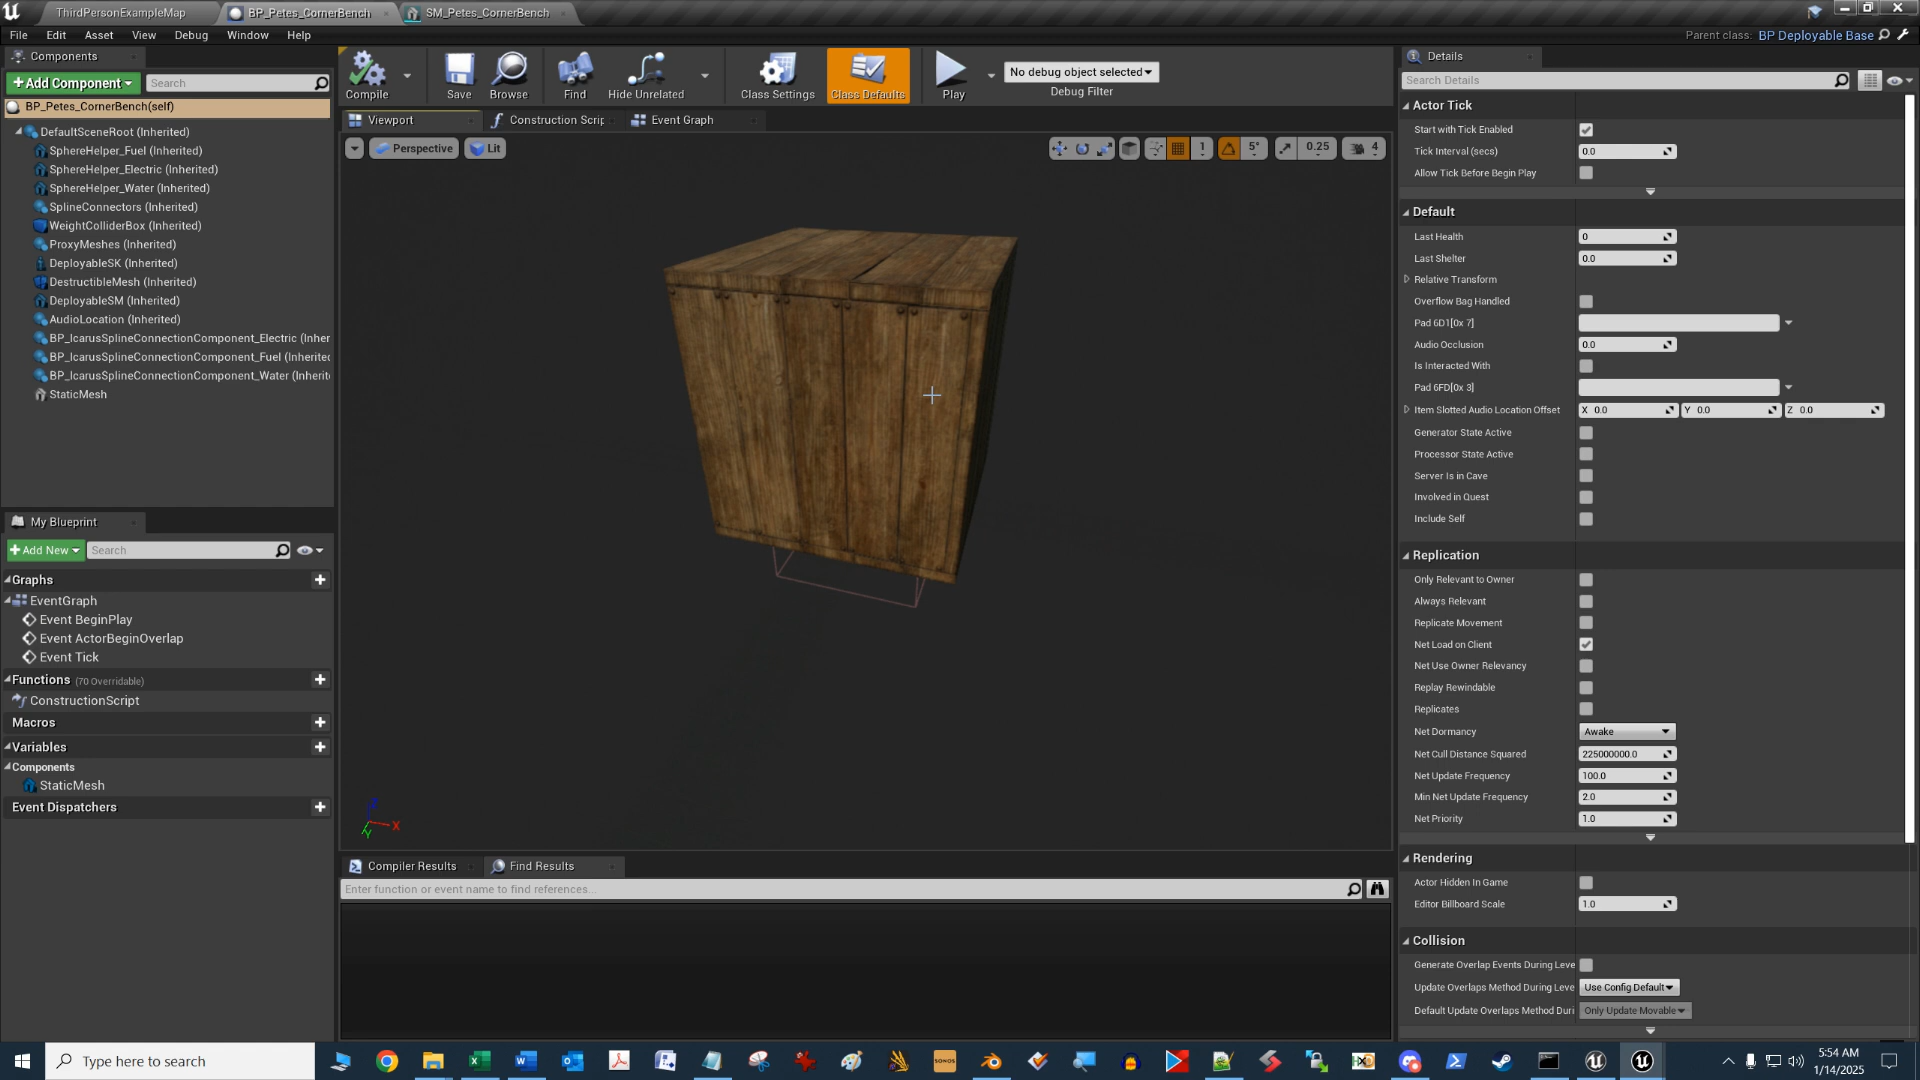 ThirdPersonExampleMap
BP_Petes_CornerBench
SM_Petes_CornerBench
File Edit Asset View Debug Window Help
Parent class: BP Deployable Base
Components
Add Component
Search
BP_Petes_CornerBench(self)
DefaultSceneRoot (Inherited)
SphereHelper_Fuel (Inherited)
SphereHelper_Electric (Inherited)
SphereHelper_Water (Inherited)
SplineConnectors (Inherited)
WeightColliderBox (Inherited)
ProxyMeshes (Inherited)
DeployableSK (Inherited)
DestructibleMesh (Inherited)
DeployableSM (Inherited)
AudioLocation (Inherited)
BP_IcarusSplineConnectionComponent_Electric (Inher
BP_IcarusSplineConnectionComponent_Fuel (Inherited
BP_IcarusSplineConnectionComponent_Water (Inherit
StaticMesh
My Blueprint
Add New
Search
Graphs
EventGraph
Event BeginPlay
Event ActorBeginOverlap
Event Tick
Functions (70 Overridable)
ConstructionScript
Macros
Variables
Components
StaticMesh
Event Dispatchers
Compile
Save
Browse
Find
Hide Unrelated
Class Settings
Class Defaults
Play
No debug object selected
Debug Filter
Viewport
Construction Scrip
Event Graph
Perspective
Lit
1
5°
0.25
4
Z
X
Y
Compiler Results
Find Results
Enter function or event name to find references...
Details
Search Details
Actor Tick
Start with Tick Enabled
Tick Interval (secs) 0.0
Allow Tick Before Begin Play
Default
Last Health 0
Last Shelter 0.0
Relative Transform
Overflow Bag Handled
Pad 6D1[0x 7]
Audio Occlusion 0.0
Is Interacted With
Pad 6FD[0x 3]
Item Slotted Audio Location Offset X 0.0 Y 0.0 Z 0.0
Generator State Active
Processor State Active
Server Is in Cave
Involved in Quest
Include Self
Replication
Only Relevant to Owner
Always Relevant
Replicate Movement
Net Load on Client
Net Use Owner Relevancy
Replay Rewindable
Replicates
Net Dormancy Awake
Net Cull Distance Squared 225000000.0
Net Update Frequency 100.0
Min Net Update Frequency 2.0
Net Priority 1.0
Rendering
Actor Hidden In Game
Editor Billboard Scale 1.0
Collision
Generate Overlap Events During Leve
Update Overlaps Method During Leve Use Config Default
Default Update Overlaps Method Duri Only Update Movable
Type here to search
SONOS
5:54 AM
1/14/2025